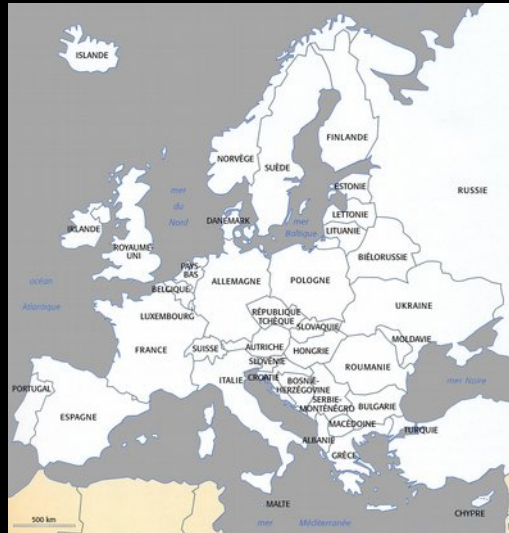 ISLANDE
NORVÈGE
SUÈDE
FINLANDE
RUSSIE
ESTONIE
LETTONIE
LITUANIE
mer
du
Nord
DANEMARK
mer
Baltique
IRLANDE
ROYAUME-
UNI
PAYS-
BAS
BIÉLORUSSIE
océan
Atlantique
BELGIQUE
ALLEMAGNE
POLOGNE
LUXEMBOURG
RÉPUBLIQUE
TCHÈQUE
UKRAINE
SLOVAQUIE
FRANCE
SUISSE
AUTRICHE
HONGRIE
MOLDAVIE
SLOVÉNIE
ROUMANIE
ITALIE
CROATIE
BOSNIE-
HERZÉGOVINE
mer Noire
PORTUGAL
ESPAGNE
SERBIE-
MONTÉNÉGRO
BULGARIE
MACÉDOINE
TURQUIE
ALBANIE
GRÈCE
MALTE
CHYPRE
500 km
mer
Méditerranée